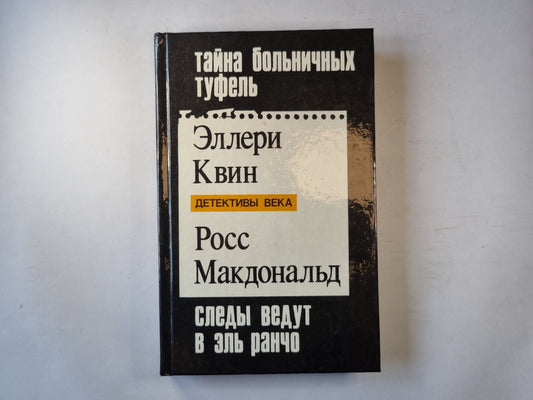 тайна больничных
туфель
Эллери
Квин
ДЕТЕКТИВЫ ВЕКА
Росс
Макдональд
следы ведут
в эль ранчо